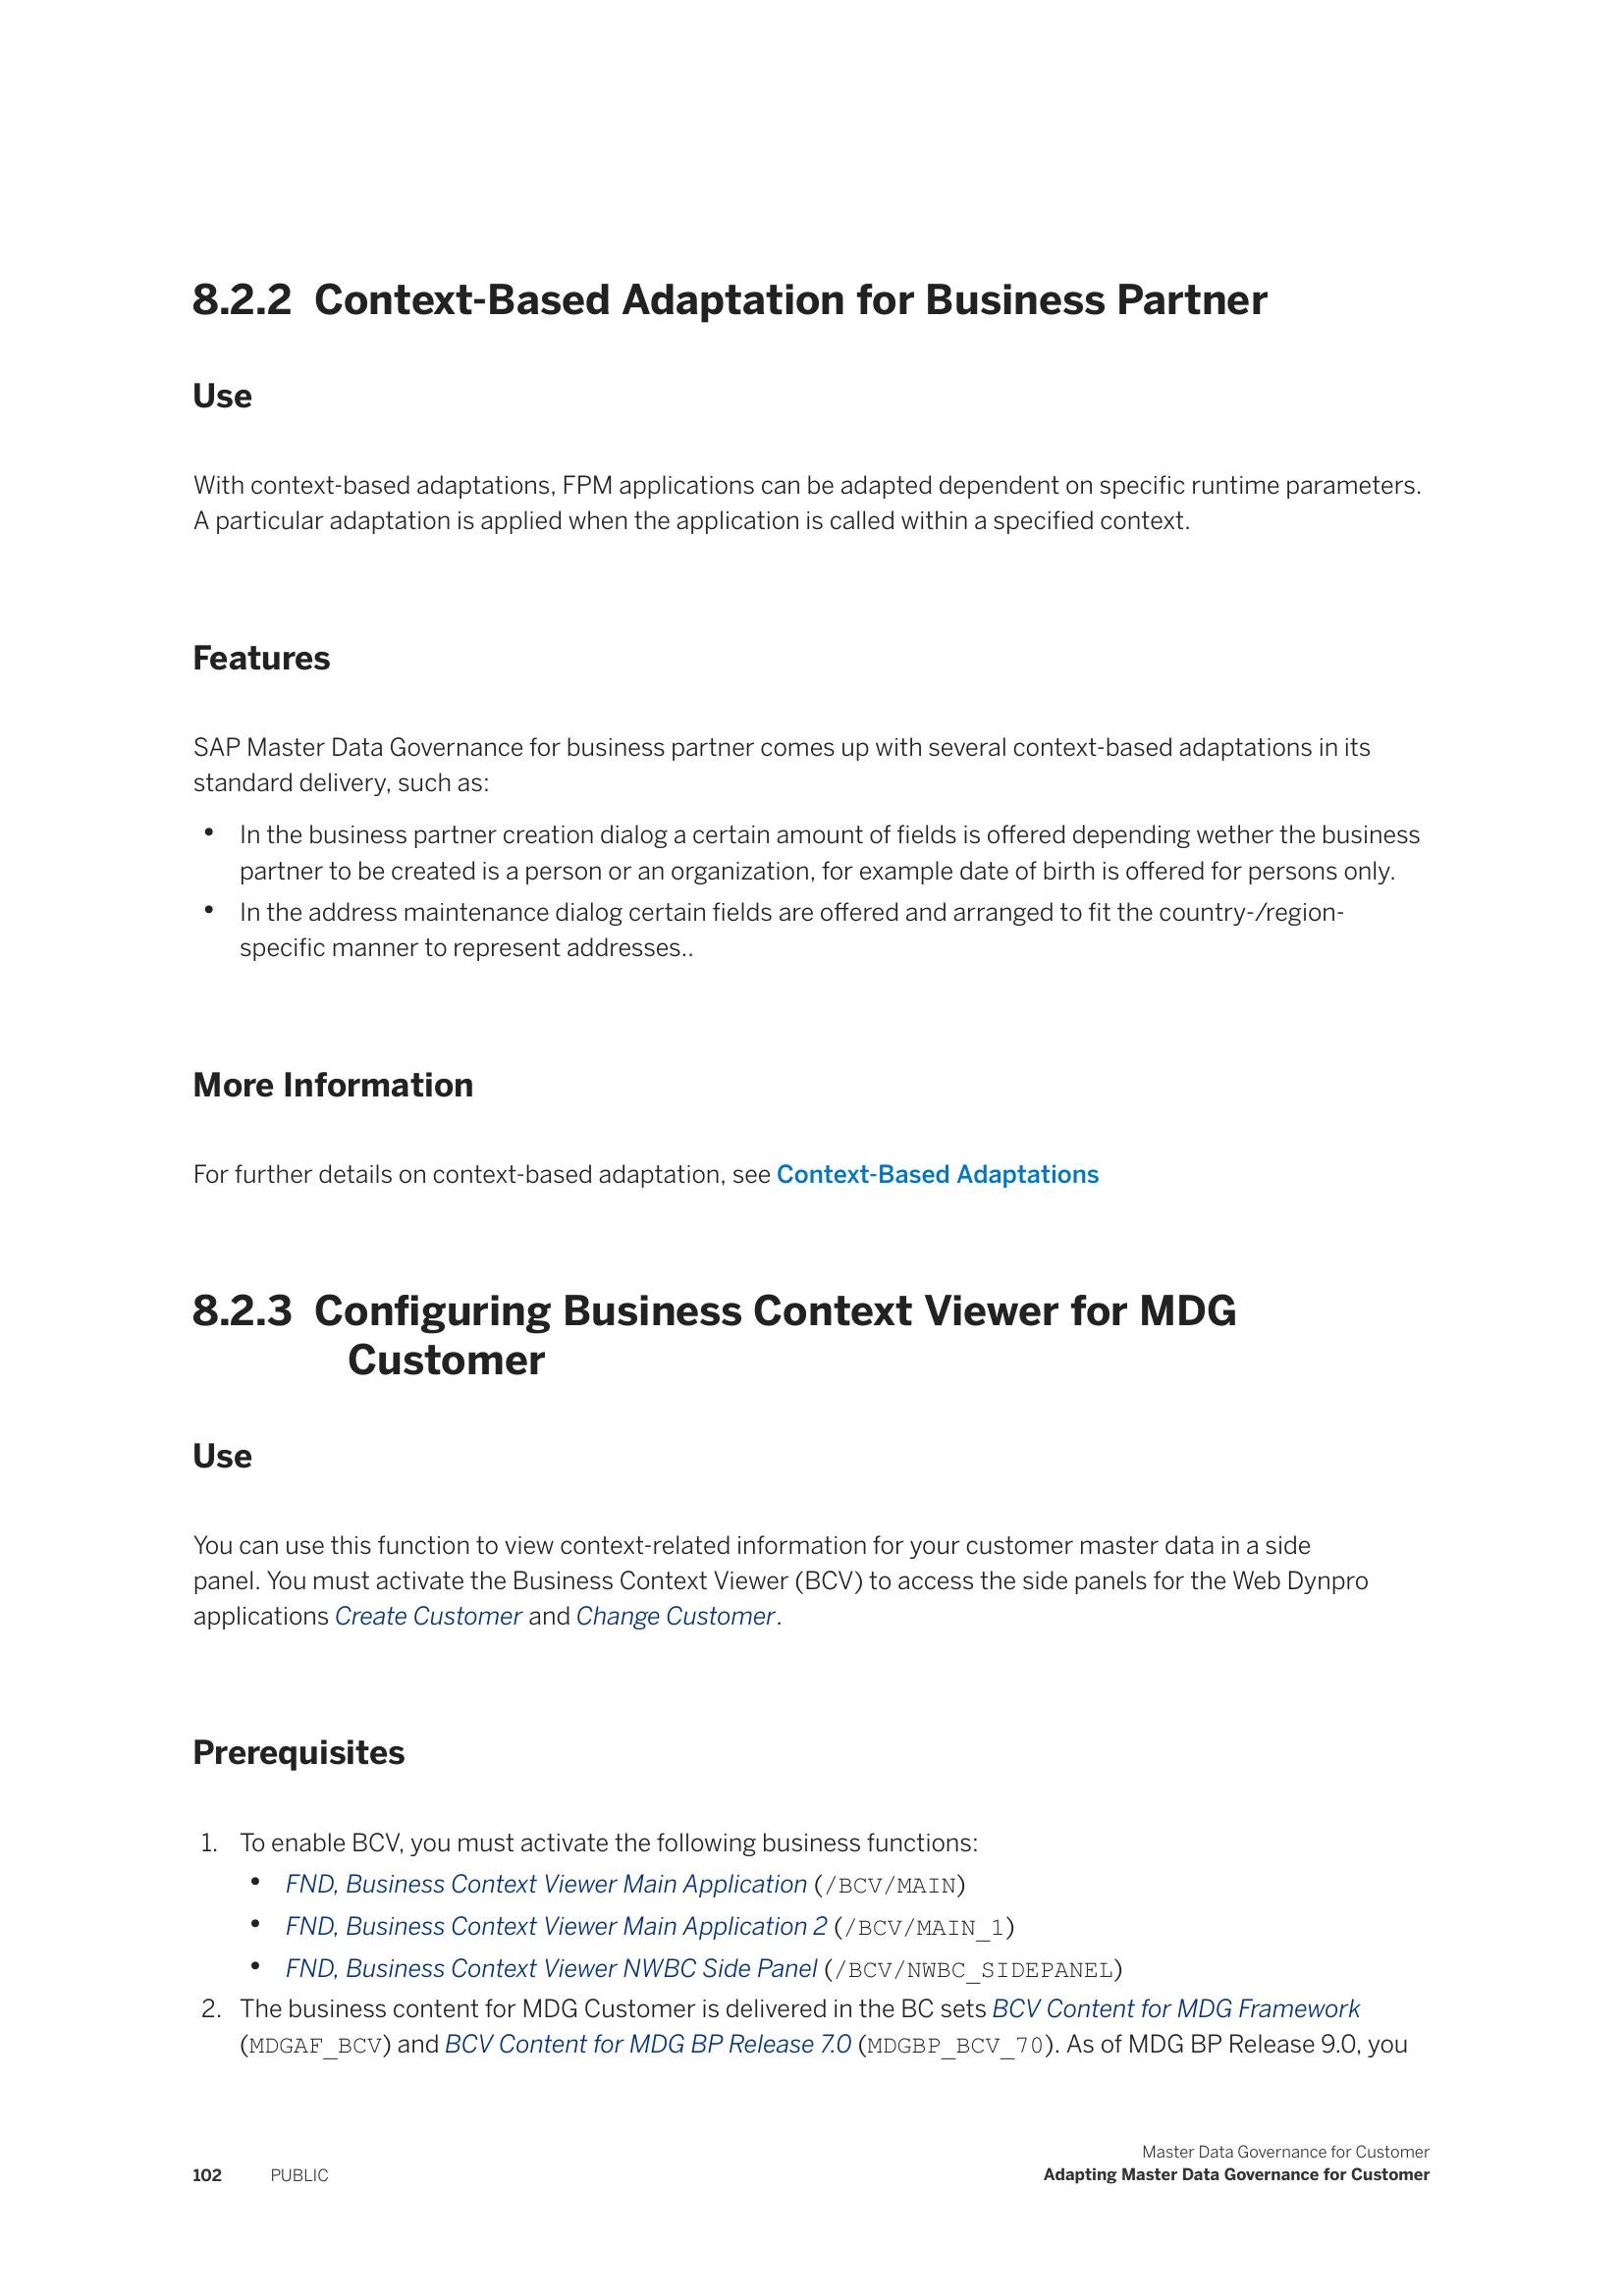 8.2.2 Context-Based Adaptation for Business Partner
Use
With context-based adaptations, FPM applications can be adapted dependent on specific runtime parameters.
A particular adaptation is applied when the application is called within a specified context.
Features
SAP Master Data Governance for business partner comes up with several context-based adaptations in its
standard delivery, such as:
• In the business partner creation dialog a certain amount of fields is offered depending wether the business
partner to be created is a person or an organization, for example date of birth is offered for persons only.
• In the address maintenance dialog certain fields are offered and arranged to fit the country-/region-
specific manner to represent addresses..
More Information
For further details on context-based adaptation, see Context-Based Adaptations
8.2.3 Configuring Business Context Viewer for MDG
Customer
Use
You can use this function to view context-related information for your customer master data in a side
panel. You must activate the Business Context Viewer (BCV) to access the side panels for the Web Dynpro
applications Create Customer and Change Customer.
Prerequisites
1. To enable BCV, you must activate the following business functions:
• FND, Business Context Viewer Main Application (/BCV/MAIN)
• FND, Business Context Viewer Main Application 2 (/BCV/MAIN_1)
• FND, Business Context Viewer NWBC Side Panel (/BCV/NWBC_SIDEPANEL)
2. The business content for MDG Customer is delivered in the BC sets BCV Content for MDG Framework
(MDGAF_BCV) and BCV Content for MDG BP Release 7.0 (MDGBP_BCV_70). As of MDG BP Release 9.0, you
Master Data Governance for Customer
102 PUBLIC Adapting Master Data Governance for Customer